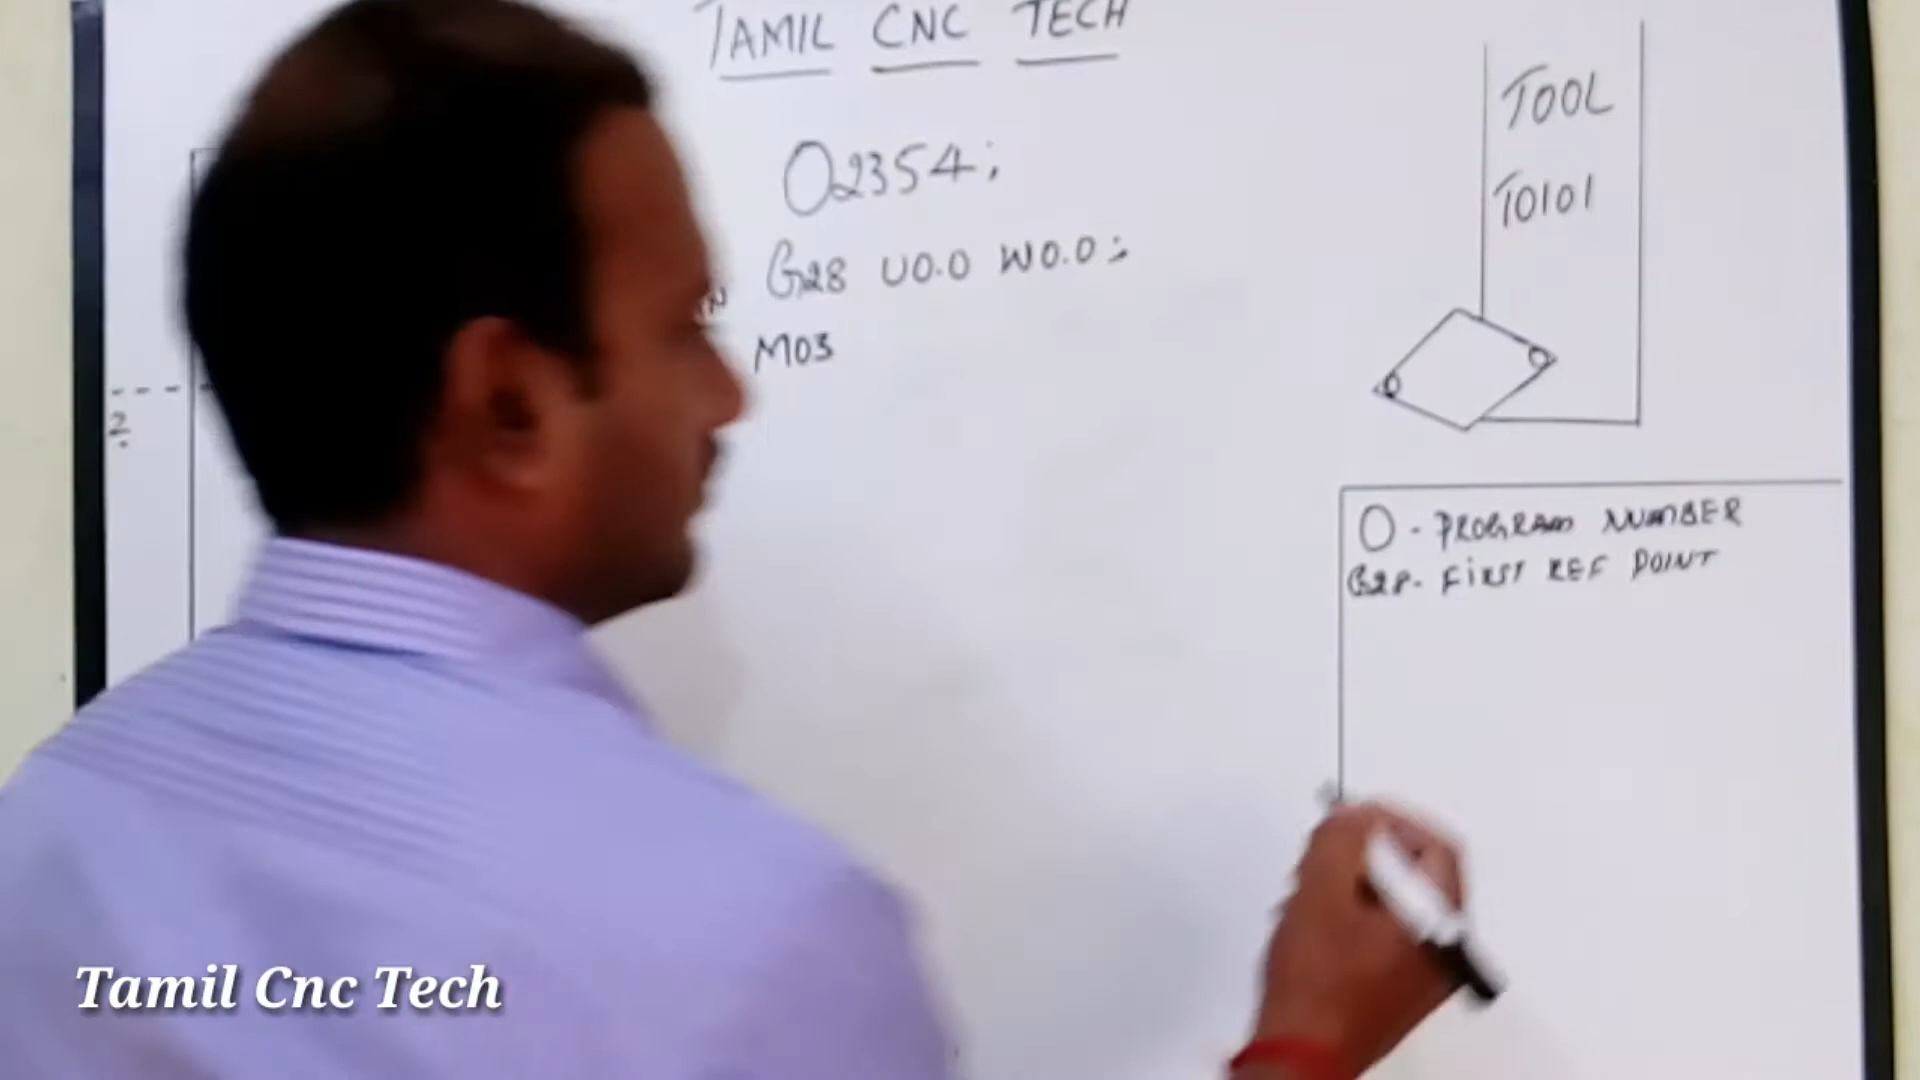 TAMIL CNC TECH
O2354;
G28 U0.0 W0.0;
M03
TOOL
T0101
2
O - PROGRAM NUMBER
G28 - FIRST REF POINT
Tamil Cnc Tech